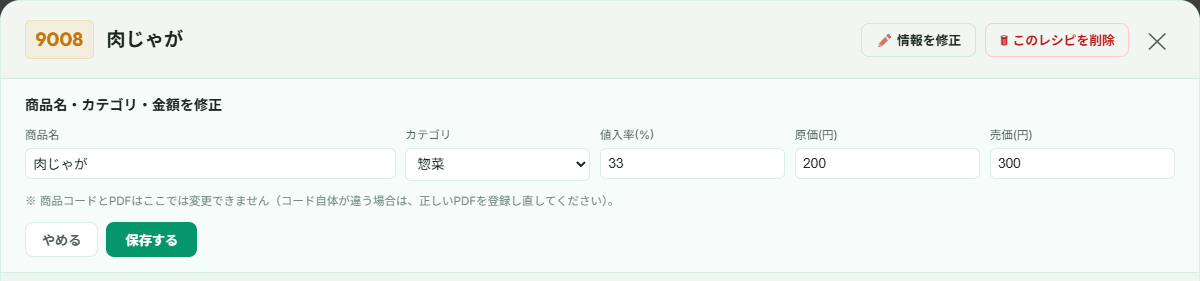 9008 肉じゃが 情報を修正 このレシピを削除
商品名・カテゴリ・金額を修正
商品名 カテゴリ 値入率(%) 原価(円) 売価(円)
肉じゃが 惣菜 33 200 300
※ 商品コードとPDFはここでは変更できません（コード自体が違う場合は、正しいPDFを登録し直してください）。
やめる 保存する